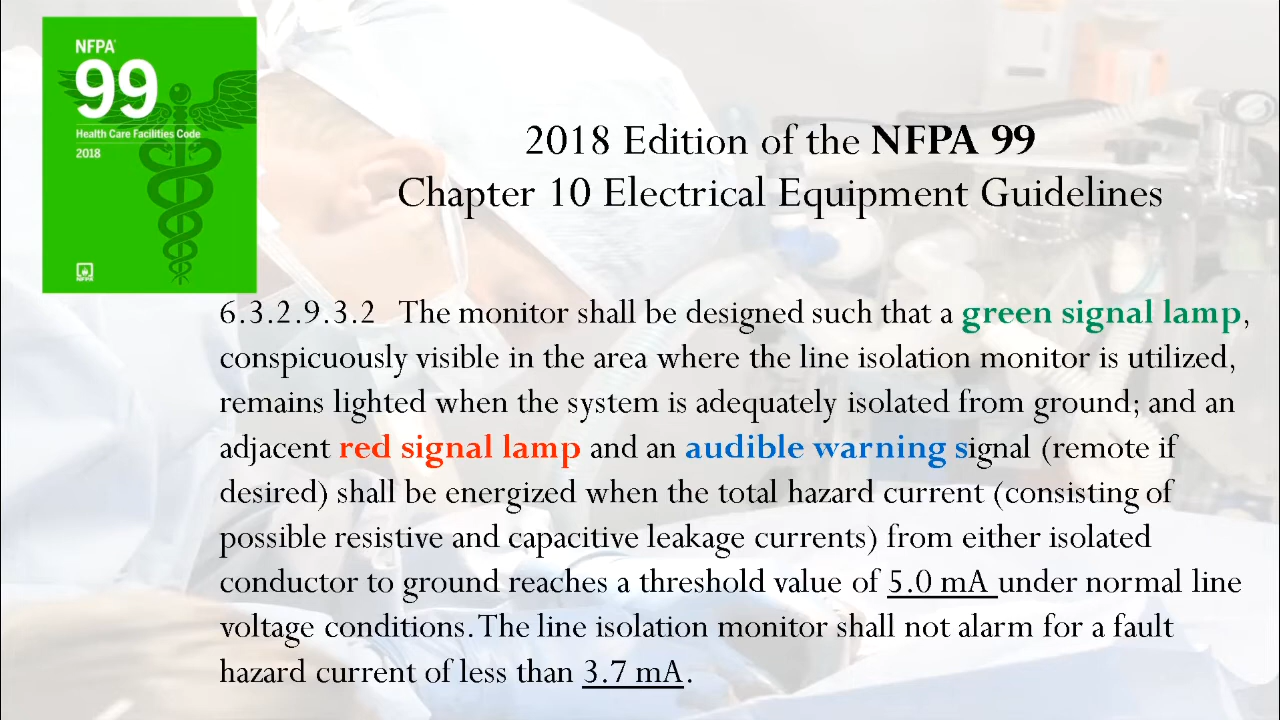 NFPA®
99
Health Care Facilities Code
2018
NFPA
2018 Edition of the NFPA 99
Chapter 10 Electrical Equipment Guidelines
6.3.2.9.3.2 The monitor shall be designed such that a green signal lamp,
conspicuously visible in the area where the line isolation monitor is utilized,
remains lighted when the system is adequately isolated from ground; and an
adjacent red signal lamp and an audible warning signal (remote if
desired) shall be energized when the total hazard current (consisting of
possible resistive and capacitive leakage currents) from either isolated
conductor to ground reaches a threshold value of 5.0 mA under normal line
voltage conditions. The line isolation monitor shall not alarm for a fault
hazard current of less than 3.7 mA.